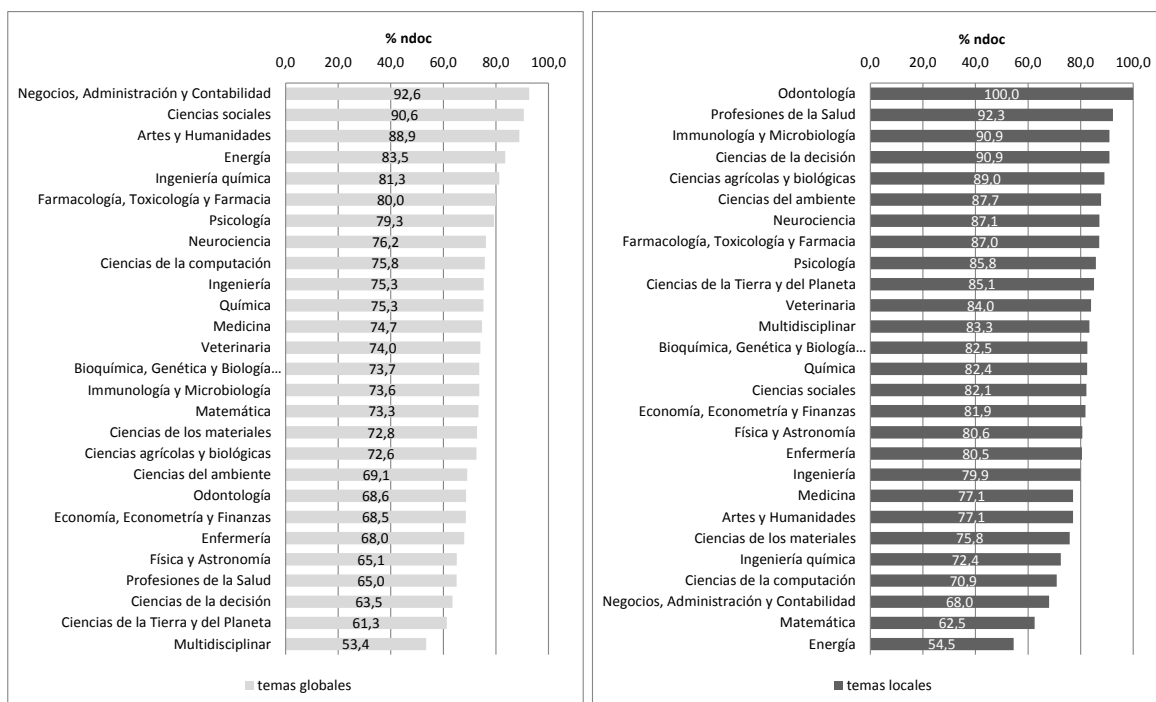 % ndoc
0,0 20,0 40,0 60,0 80,0 100,0
Negocios, Administración y Contabilidad 92,6
Ciencias sociales 90,6
Artes y Humanidades 88,9
Energía 83,5
Ingeniería química 81,3
Farmacología, Toxicología y Farmacia 80,0
Psicología 79,3
Neurociencia 76,2
Ciencias de la computación 75,8
Ingeniería 75,3
Química 75,3
Medicina 74,7
Veterinaria 74,0
Bioquímica, Genética y Biología… 73,7
Immunología y Microbiología 73,6
Matemática 73,3
Ciencias de los materiales 72,8
Ciencias agrícolas y biológicas 72,6
Ciencias del ambiente 69,1
Odontología 68,6
Economía, Econometría y Finanzas 68,5
Enfermería 68,0
Física y Astronomía 65,1
Profesiones de la Salud 65,0
Ciencias de la decisión 63,5
Ciencias de la Tierra y del Planeta 61,3
Multidisciplinar 53,4
temas globales
% ndoc
0,0 20,0 40,0 60,0 80,0 100,0
Odontología 100,0
Profesiones de la Salud 92,3
Immunología y Microbiología 90,9
Ciencias de la decisión 90,9
Ciencias agrícolas y biológicas 89,0
Ciencias del ambiente 87,7
Neurociencia 87,1
Farmacología, Toxicología y Farmacia 87,0
Psicología 85,8
Ciencias de la Tierra y del Planeta 85,1
Veterinaria 84,0
Multidisciplinar 83,3
Bioquímica, Genética y Biología… 82,5
Química 82,4
Ciencias sociales 82,1
Economía, Econometría y Finanzas 81,9
Física y Astronomía 80,6
Enfermería 80,5
Ingeniería 79,9
Medicina 77,1
Artes y Humanidades 77,1
Ciencias de los materiales 75,8
Ingeniería química 72,4
Ciencias de la computación 70,9
Negocios, Administración y Contabilidad 68,0
Matemática 62,5
Energía 54,5
temas locales